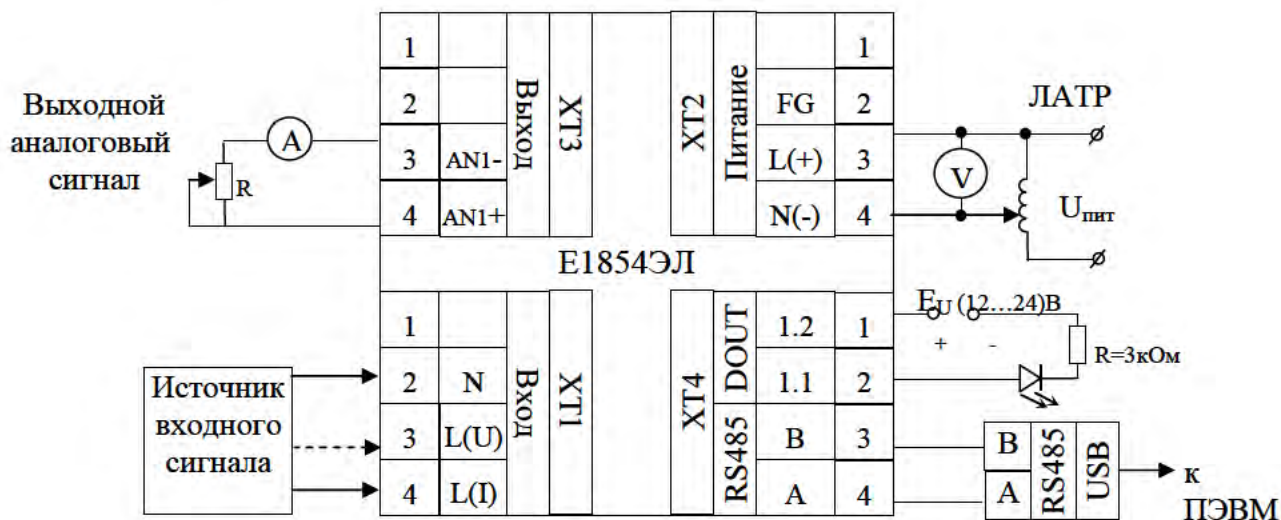 Выходной
аналоговый
сигнал
A
R
1
2
3 AN1-
4 AN1+
Выход
XT3
XT2
Питание
1
FG 2
L(+) 3
N(-) 4
ЛАТР
V
Uпит
Е1854ЭЛ
Источник
входного
сигнала
1
2 N
3 L(U)
4 L(I)
Вход
XT1
XT4
DOUT
RS485
1.2 1
1.1 2
B 3
A 4
EU (12...24)В
+ -
R=3кОм
B
A
RS485
USB
к
ПЭВМ